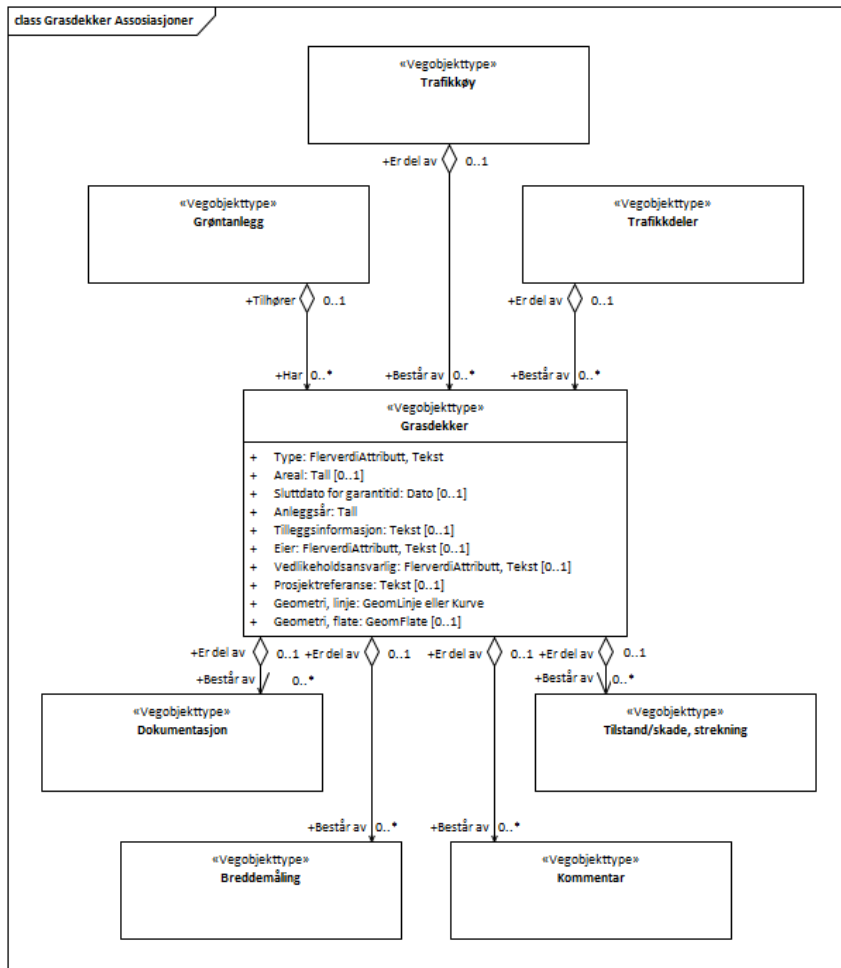 class Grasdekker Assosiasjoner
«Vegobjekttype»
Trafikkøy
+Er del av 0..1
«Vegobjekttype»
Grøntanlegg
«Vegobjekttype»
Trafikkdeler
+Tilhører 0..1
+Er del av 0..1
+Har 0..*
+Består av 0..*
+Består av 0..*
«Vegobjekttype»
Grasdekker
+ Type: FlerverdiAttributt, Tekst
+ Areal: Tall [0..1]
+ Sluttdato for garantitid: Dato [0..1]
+ Anleggsår: Tall
+ Tilleggsinformasjon: Tekst [0..1]
+ Eier: FlerverdiAttributt, Tekst [0..1]
+ Vedlikeholdsansvarlig: FlerverdiAttributt, Tekst [0..1]
+ Prosjektreferanse: Tekst [0..1]
+ Geometri, linje: GeomLinje eller Kurve
+ Geometri, flate: GeomFlate [0..1]
+Er del av 0..1 +Er del av 0..1 +Er del av 0..1 +Er del av 0..1
+Består av 0..* +Består av 0..*
«Vegobjekttype»
Dokumentasjon
«Vegobjekttype»
Tilstand/skade, strekning
+Består av 0..* +Består av 0..*
«Vegobjekttype»
Breddemåling
«Vegobjekttype»
Kommentar